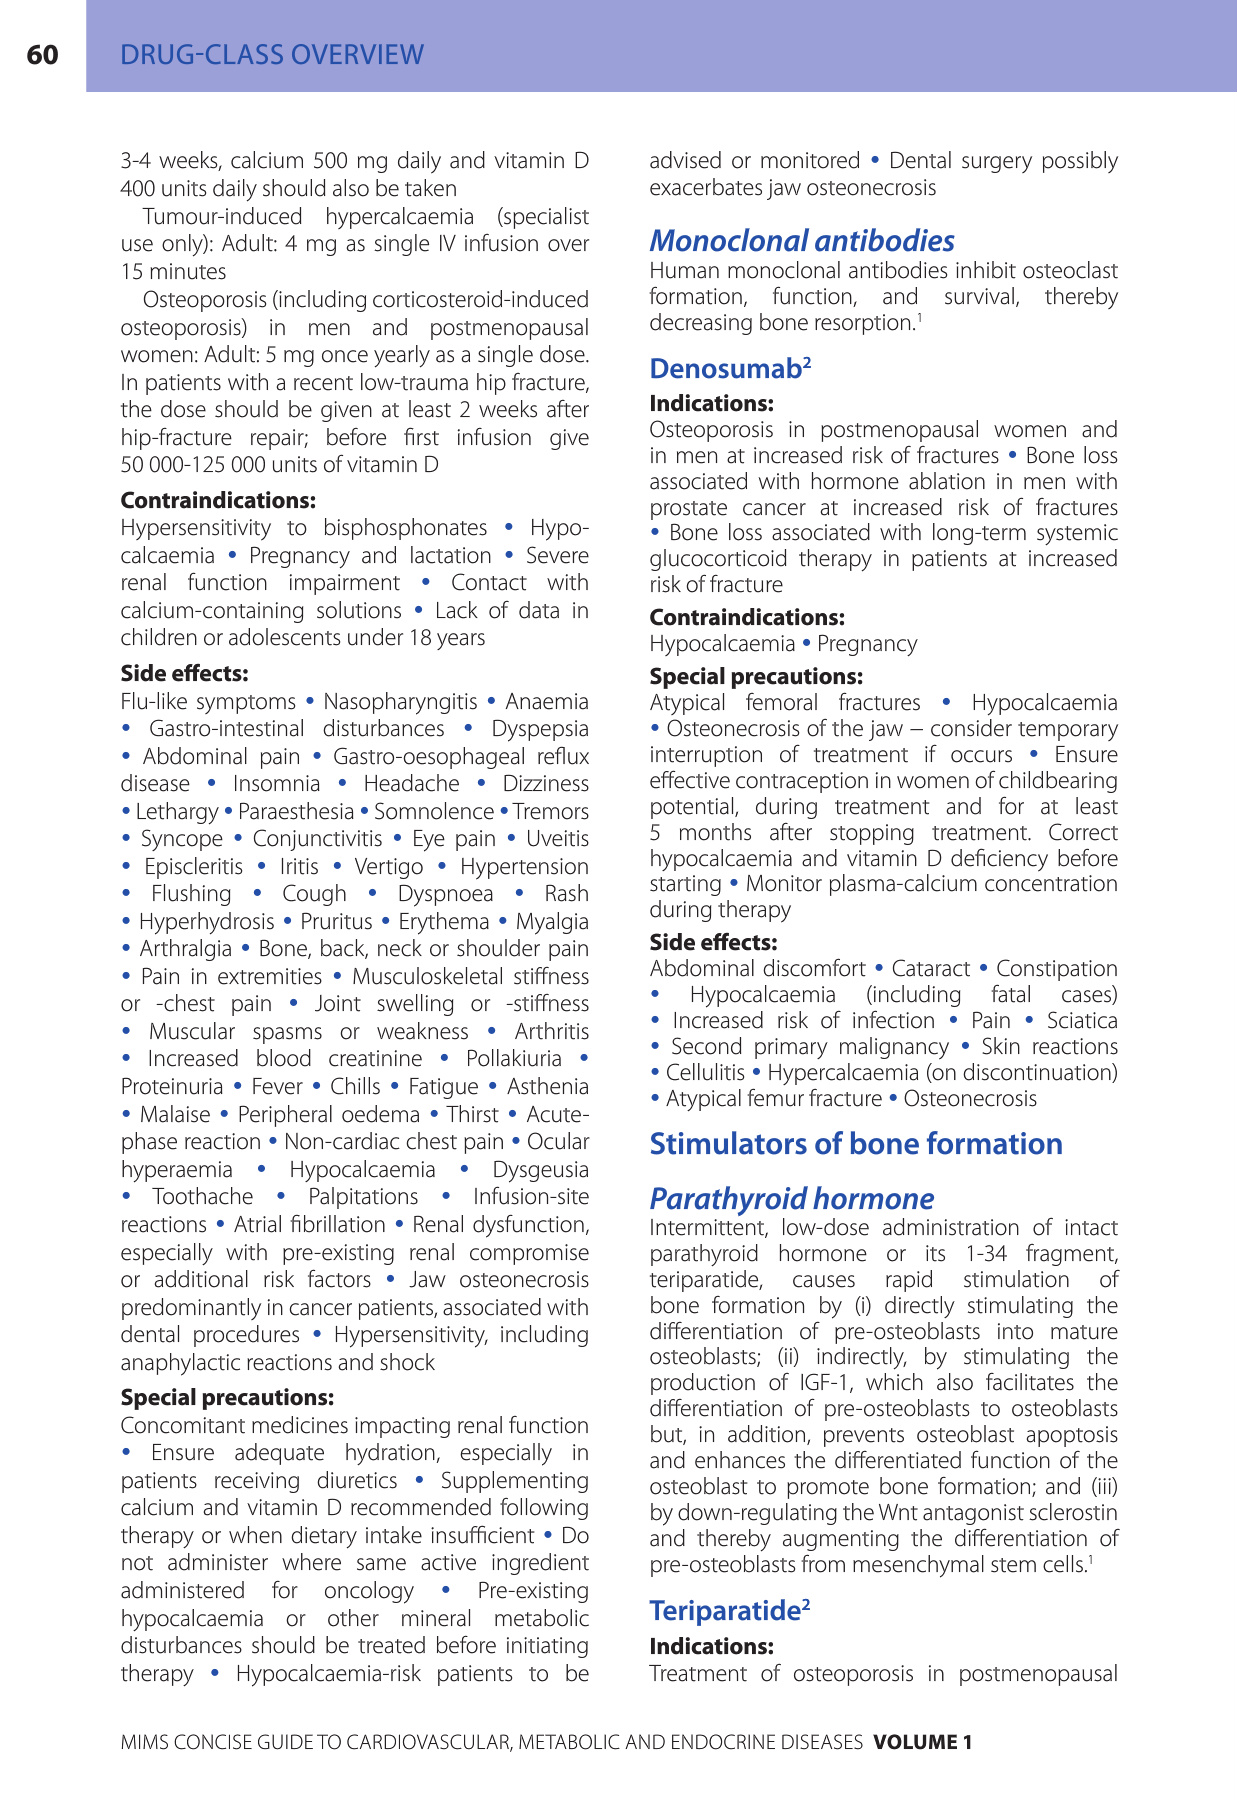 60
DRUG-CLASS OVERVIEW
3-4 weeks, calcium 500 mg daily and vitamin D
400 units daily should also be taken
Tumour-induced hypercalcaemia (specialist
use only): Adult: 4 mg as single IV infusion over
15 minutes
Osteoporosis (including corticosteroid-induced
osteoporosis) in men and postmenopausal
women: Adult: 5 mg once yearly as a single dose.
In patients with a recent low-trauma hip fracture,
the dose should be given at least 2 weeks after
hip-fracture repair; before first infusion give
50 000-125 000 units of vitamin D
Contraindications:
Hypersensitivity to bisphosphonates • Hypo-
calcaemia • Pregnancy and lactation • Severe
renal function impairment • Contact with
calcium-containing solutions • Lack of data in
children or adolescents under 18 years
Side effects:
Flu-like symptoms • Nasopharyngitis • Anaemia
• Gastro-intestinal disturbances • Dyspepsia
• Abdominal pain • Gastro-oesophageal reflux
disease • Insomnia • Headache • Dizziness
• Lethargy • Paraesthesia • Somnolence • Tremors
• Syncope • Conjunctivitis • Eye pain • Uveitis
• Episcleritis • Iritis • Vertigo • Hypertension
• Flushing • Cough • Dyspnoea • Rash
• Hyperhydrosis • Pruritus • Erythema • Myalgia
• Arthralgia • Bone, back, neck or shoulder pain
• Pain in extremities • Musculoskeletal stiffness
or -chest pain • Joint swelling or -stiffness
• Muscular spasms or weakness • Arthritis
• Increased blood creatinine • Pollakiuria •
Proteinuria • Fever • Chills • Fatigue • Asthenia
• Malaise • Peripheral oedema • Thirst • Acute-
phase reaction • Non-cardiac chest pain • Ocular
hyperaemia • Hypocalcaemia • Dysgeusia
• Toothache • Palpitations • Infusion-site
reactions • Atrial fibrillation • Renal dysfunction,
especially with pre-existing renal compromise
or additional risk factors • Jaw osteonecrosis
predominantly in cancer patients, associated with
dental procedures • Hypersensitivity, including
anaphylactic reactions and shock
Special precautions:
Concomitant medicines impacting renal function
• Ensure adequate hydration, especially in
patients receiving diuretics • Supplementing
calcium and vitamin D recommended following
therapy or when dietary intake insufficient • Do
not administer where same active ingredient
administered for oncology • Pre-existing
hypocalcaemia or other mineral metabolic
disturbances should be treated before initiating
therapy • Hypocalcaemia-risk patients to be
advised or monitored • Dental surgery possibly
exacerbates jaw osteonecrosis
Monoclonal antibodies
Human monoclonal antibodies inhibit osteoclast
formation, function, and survival, thereby
decreasing bone resorption.¹
Denosumab²
Indications:
Osteoporosis in postmenopausal women and
in men at increased risk of fractures • Bone loss
associated with hormone ablation in men with
prostate cancer at increased risk of fractures
• Bone loss associated with long-term systemic
glucocorticoid therapy in patients at increased
risk of fracture
Contraindications:
Hypocalcaemia • Pregnancy
Special precautions:
Atypical femoral fractures • Hypocalcaemia
• Osteonecrosis of the jaw – consider temporary
interruption of treatment if occurs • Ensure
effective contraception in women of childbearing
potential, during treatment and for at least
5 months after stopping treatment. Correct
hypocalcaemia and vitamin D deficiency before
starting • Monitor plasma-calcium concentration
during therapy
Side effects:
Abdominal discomfort • Cataract • Constipation
• Hypocalcaemia (including fatal cases)
• Increased risk of infection • Pain • Sciatica
• Second primary malignancy • Skin reactions
• Cellulitis • Hypercalcaemia (on discontinuation)
• Atypical femur fracture • Osteonecrosis
Stimulators of bone formation
Parathyroid hormone
Intermittent, low-dose administration of intact
parathyroid hormone or its 1-34 fragment,
teriparatide, causes rapid stimulation of
bone formation by (i) directly stimulating the
differentiation of pre-osteoblasts into mature
osteoblasts; (ii) indirectly, by stimulating the
production of IGF-1, which also facilitates the
differentiation of pre-osteoblasts to osteoblasts
but, in addition, prevents osteoblast apoptosis
and enhances the differentiated function of the
osteoblast to promote bone formation; and (iii)
by down-regulating the Wnt antagonist sclerostin
and thereby augmenting the differentiation of
pre-osteoblasts from mesenchymal stem cells.¹
Teriparatide²
Indications:
Treatment of osteoporosis in postmenopausal
MIMS CONCISE GUIDE TO CARDIOVASCULAR, METABOLIC AND ENDOCRINE DISEASES VOLUME 1